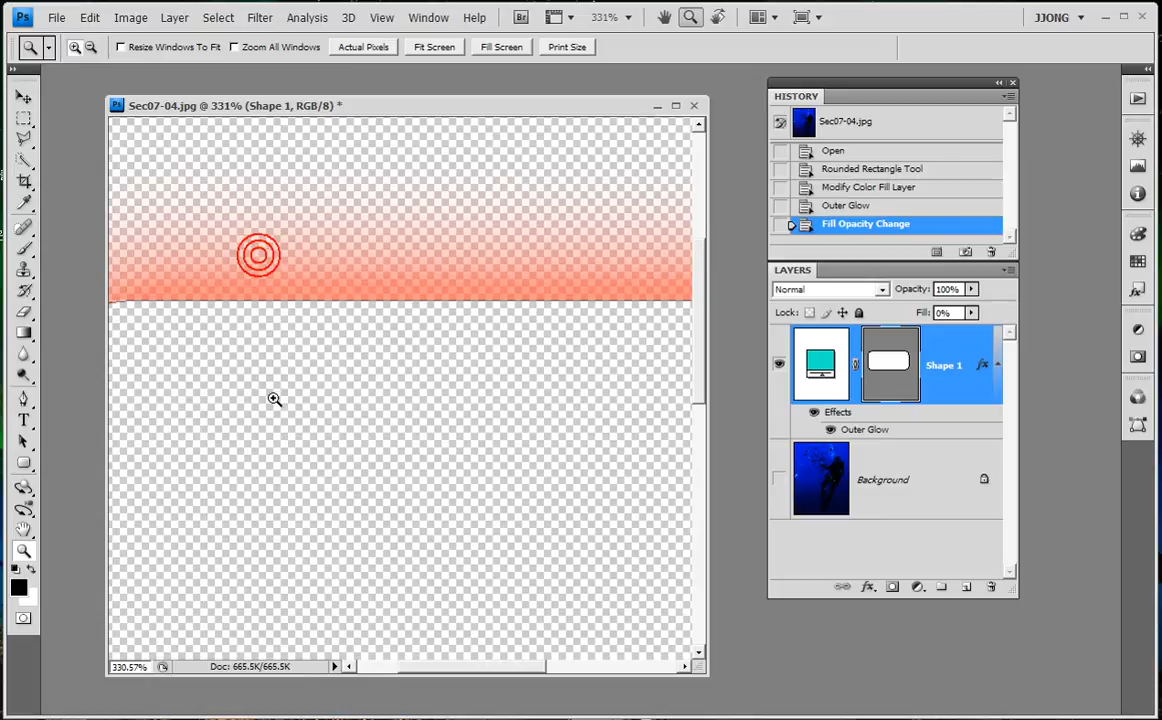 Ps File Edit Image Layer Select Filter Analysis 3D View Window Help Br 331% JJONG
Resize Windows To Fit Zoom All Windows Actual Pixels Fit Screen Fill Screen Print Size
Ps Sec07-04.jpg @ 331% (Shape 1, RGB/8) *
HISTORY
Sec07-04.jpg
Open
Rounded Rectangle Tool
Modify Color Fill Layer
Outer Glow
Fill Opacity Change
LAYERS
Normal Opacity: 100%
Lock: Fill: 0%
Shape 1 fx
Effects
Outer Glow
Background
fx
T
330.57% Doc: 665.5K/665.5K